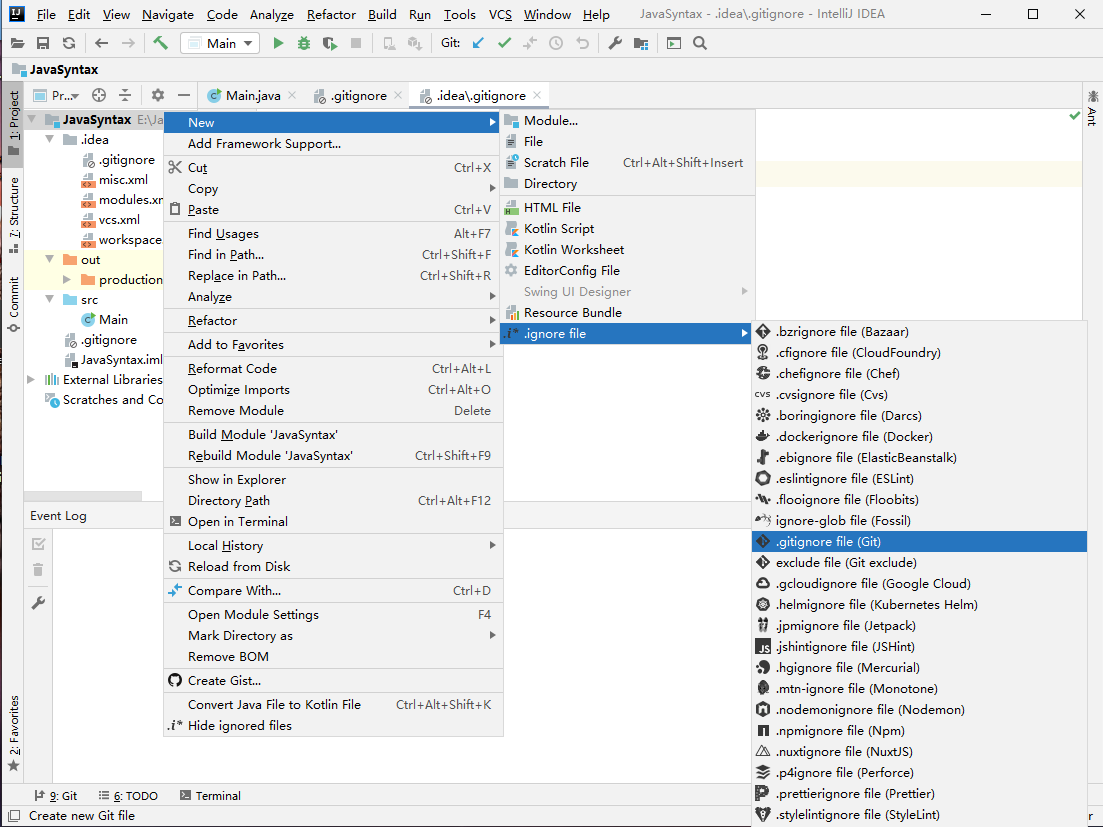 File Edit View Navigate Code Analyze Refactor Build Run Tools VCS Window Help JavaSyntax - .idea\.gitignore - IntelliJ IDEA
Main Git:
JavaSyntax
Pr... Main.java .gitignore .idea\.gitignore
1: Project
7: Structure
Commit
2: Favorites
Ant
JavaSyntax E:\Ja
.idea
.gitignore
misc.xml
modules.xm
vcs.xml
workspace
out
production
src
Main
.gitignore
JavaSyntax.iml
External Libraries
Scratches and Co
New
Add Framework Support...
Cut Ctrl+X
Copy
Paste Ctrl+V
Find Usages Alt+F7
Find in Path... Ctrl+Shift+F
Replace in Path... Ctrl+Shift+R
Analyze
Refactor
Add to Favorites
Reformat Code Ctrl+Alt+L
Optimize Imports Ctrl+Alt+O
Remove Module Delete
Build Module 'JavaSyntax'
Rebuild Module 'JavaSyntax' Ctrl+Shift+F9
Show in Explorer
Directory Path Ctrl+Alt+F12
Open in Terminal
Local History
Reload from Disk
Compare With... Ctrl+D
Open Module Settings F4
Mark Directory as
Remove BOM
Create Gist...
Convert Java File to Kotlin File Ctrl+Alt+Shift+K
.i* Hide ignored files
Module...
File
Scratch File Ctrl+Alt+Shift+Insert
Directory
HTML File
Kotlin Script
Kotlin Worksheet
EditorConfig File
Swing UI Designer
Resource Bundle
.i* .ignore file
.bzrignore file (Bazaar)
.cfignore file (CloudFoundry)
.chefignore file (Chef)
CVS .cvsignore file (Cvs)
.boringignore file (Darcs)
.dockerignore file (Docker)
.ebignore file (ElasticBeanstalk)
.eslintignore file (ESLint)
.flooignore file (Floobits)
ignore-glob file (Fossil)
.gitignore file (Git)
exclude file (Git exclude)
.gcloudignore file (Google Cloud)
.helmignore file (Kubernetes Helm)
.jpmignore file (Jetpack)
JS .jshintignore file (JSHint)
.hgignore file (Mercurial)
.mtn-ignore file (Monotone)
.nodemonignore file (Nodemon)
.npmignore file (Npm)
.nuxtignore file (NuxtJS)
.p4ignore file (Perforce)
.prettierignore file (Prettier)
.stylelintignore file (StyleLint)
Event Log
9: Git 6: TODO Terminal
Create new Git file